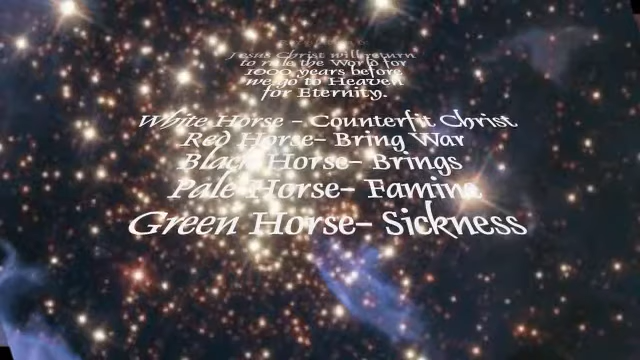 Jesus Christ will return
to rule the World for
1000 years before
we go to Heaven
for Eternity.
White Horse - Counterfit Christ
Red Horse- Bring War
Black Horse- Brings
Pale Horse- Famine
Green Horse- Sickness